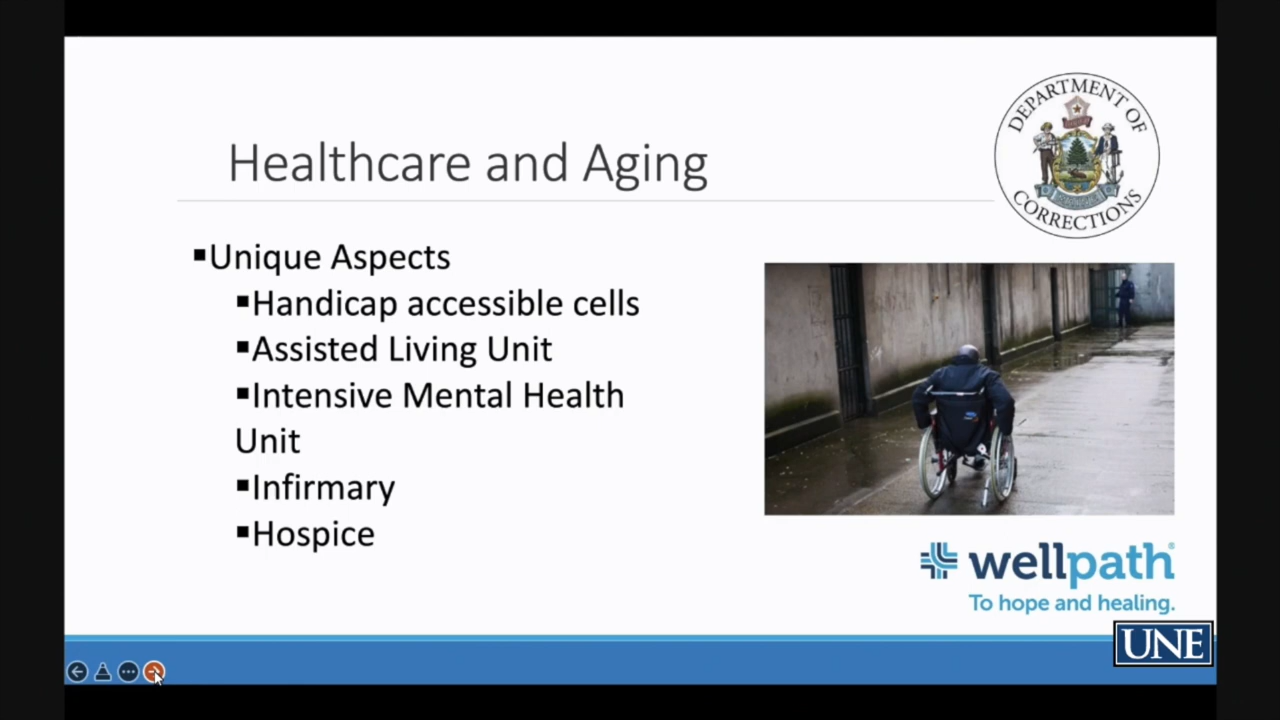 DEPARTMENT OF
CORRECTIONS
Healthcare and Aging
▪Unique Aspects
▪Handicap accessible cells
▪Assisted Living Unit
▪Intensive Mental Health
Unit
▪Infirmary
▪Hospice
wellpath®
To hope and healing.
UNE